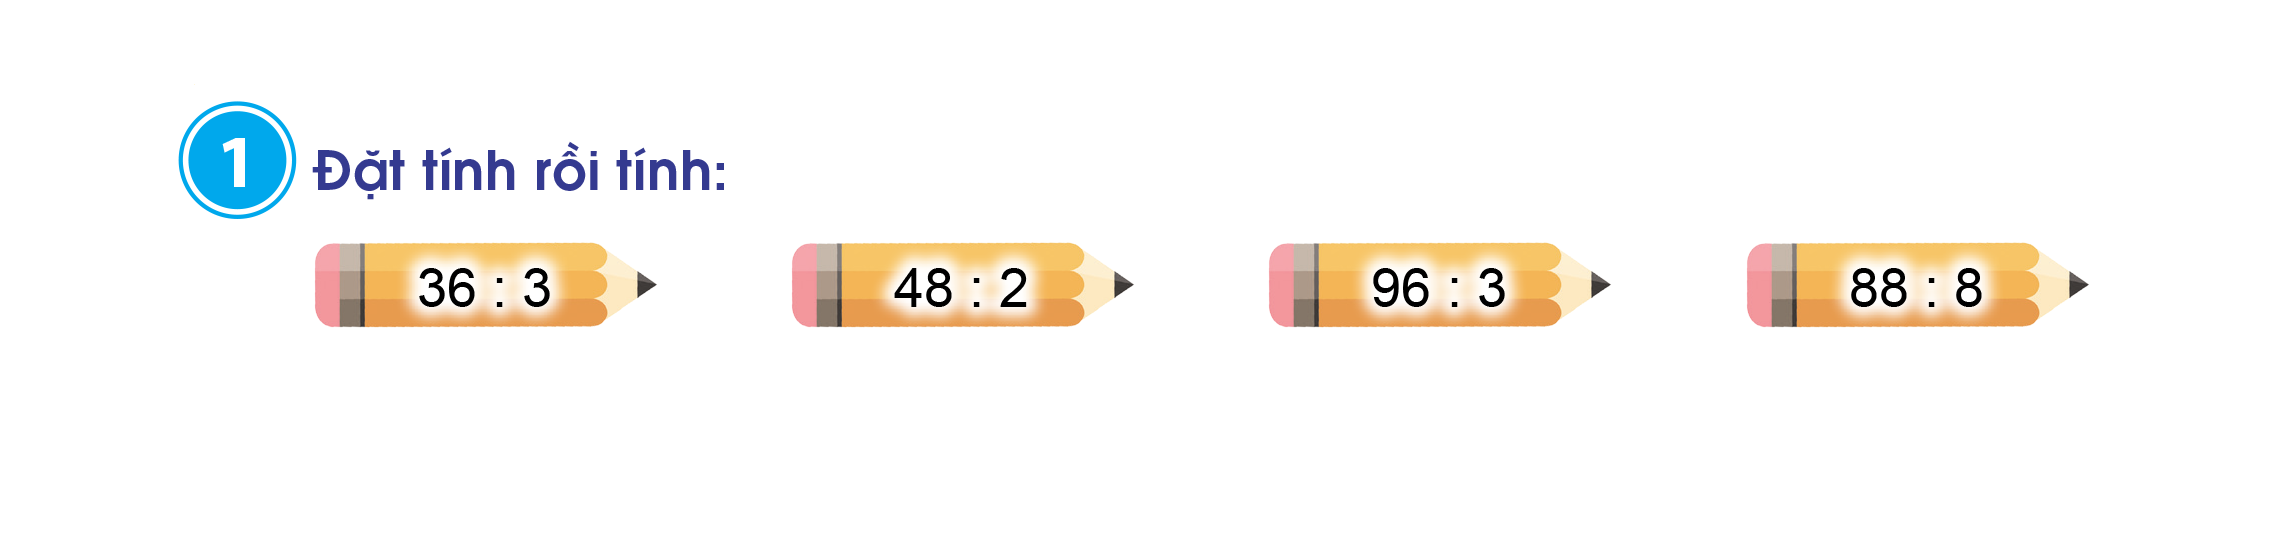 1 Đặt tính rồi tính:
36 : 3 48 : 2 96 : 3 88 : 8